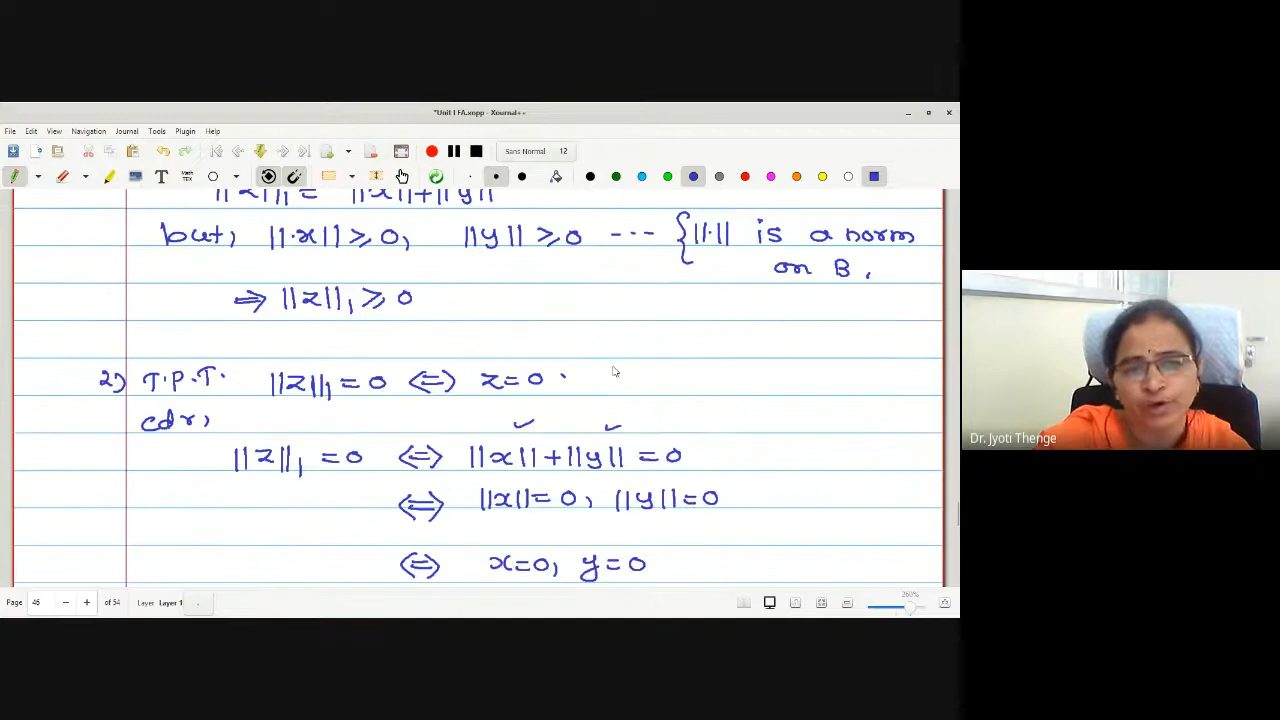 *Unit I FA.xopp - Xournal++
File Edit View Navigation Journal Tools Plugin Help
Sans Normal 12
||z||₁ = ||x||+||y||
but, ||x|| ⩾ 0, ||y|| ⩾ 0 --- {||·|| is a norm
on B.
⇒ ||z||₁ ⩾ 0
2) T.P.T. ||z||₁ = 0 ⇔ z=0.
cdr,
||z||₁ = 0 ⇔ ||x|| + ||y|| = 0
⇔ ||x||= 0, ||y||=0
⇔ x=0, y=0
Dr. Jyoti Thenge
Page 46 of 54 Layer Layer 1 260%